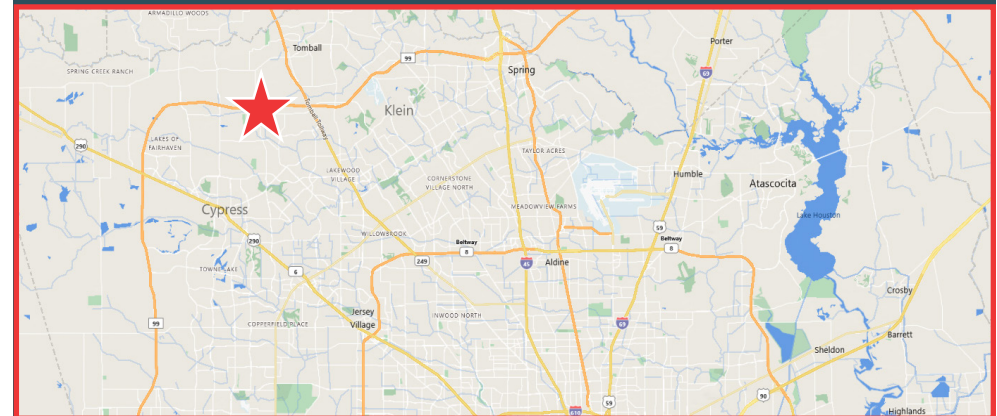 ARMADILLO WOODS
Tomball
Porter
99
Spring
SPRING CREEK RANCH
69
Klein
Tomball Tollway
LAKES OF
FAIRHAVEN
290
TAYLOR ACRES
LAKEWOOD
VILLAGE
CORNERSTONE
VILLAGE NORTH
Humble
Atascocita
Cypress
MEADOWVIEW FARMS
Lake Houston
59
WILLOWBROOK
290
Beltway
8
Beltway
8
249
45
Aldine
TOWNE LAKE
6
Crosby
99
COPPERFIELD PLACE
Jersey
Village
INWOOD NORTH
69
Barrett
Sheldon
90
59
610
Highlands